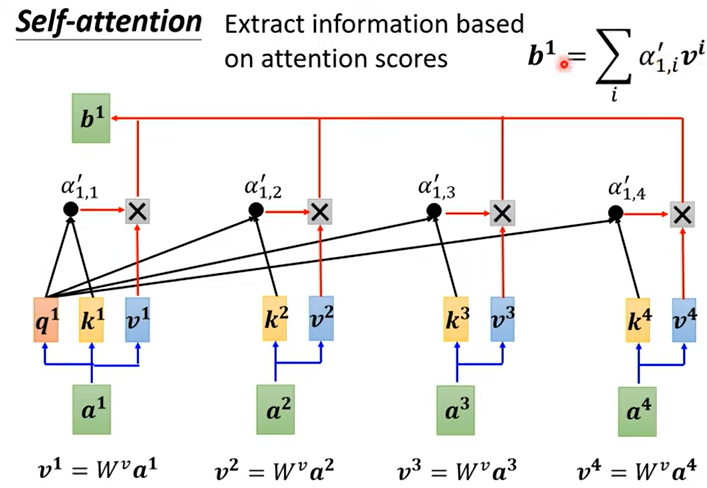 Self-attention
Extract information based
on attention scores
b¹ = ∑ᵢ α′₁,ᵢvⁱ
b¹
α′₁,₁ α′₁,₂ α′₁,₃ α′₁,₄
q¹ k¹ v¹ k² v² k³ v³ k⁴ v⁴
a¹ a² a³ a⁴
v¹ = Wᵛa¹ v² = Wᵛa² v³ = Wᵛa³ v⁴ = Wᵛa⁴